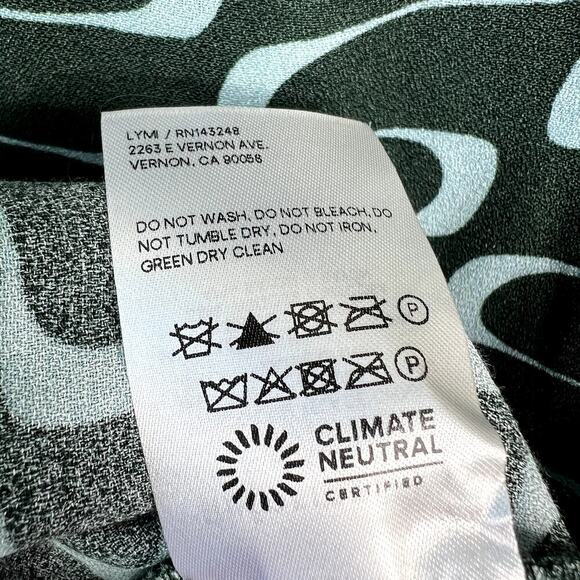 LYMI / RN143248
2263 E VERNON AVE.
VERNON, CA 90058
DO NOT WASH, DO NOT BLEACH, DO
NOT TUMBLE DRY, DO NOT IRON,
GREEN DRY CLEAN
P
P
CLIMATE
NEUTRAL
CERTIFIED